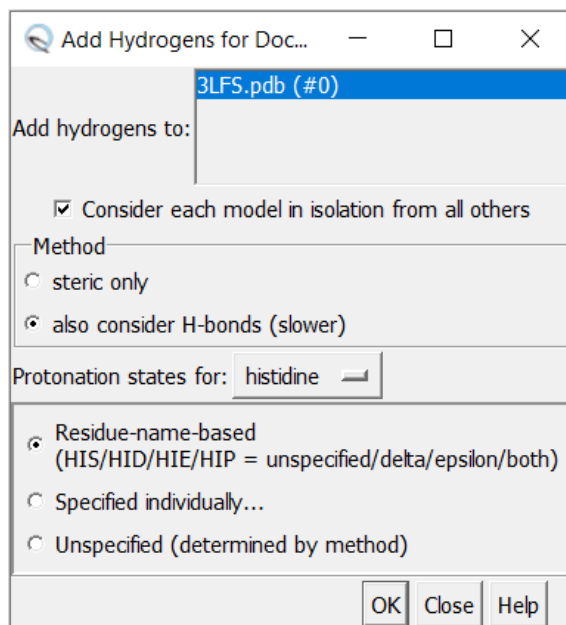 Add Hydrogens for Doc...
3LFS.pdb (#0)
Add hydrogens to:
Consider each model in isolation from all others
Method
steric only
also consider H-bonds (slower)
Protonation states for: histidine
Residue-name-based
(HIS/HID/HIE/HIP = unspecified/delta/epsilon/both)
Specified individually...
Unspecified (determined by method)
OK Close Help